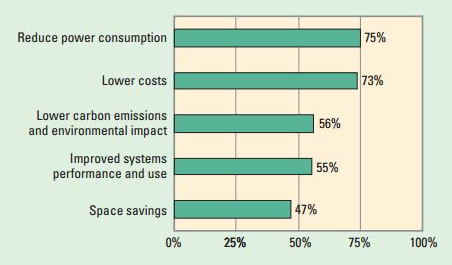 Reduce power consumption 75%
Lower costs 73%
Lower carbon emissions
and environmental impact 56%
Improved systems
performance and use 55%
Space savings 47%
0% 25% 50% 75% 100%